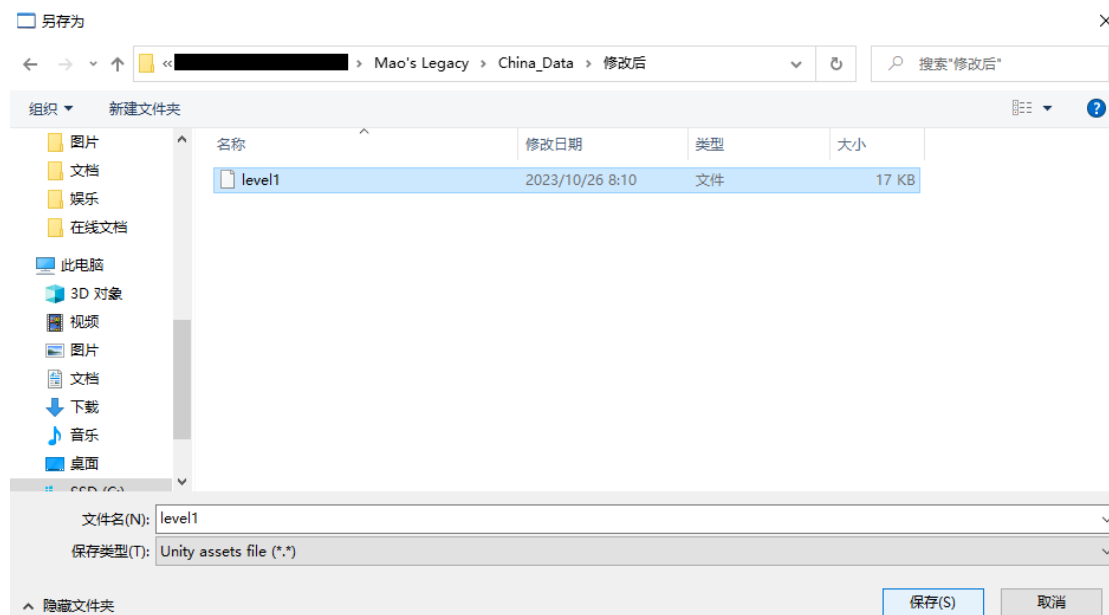 另存为
« › Mao's Legacy › China_Data › 修改后
搜索"修改后"
组织 新建文件夹
名称 修改日期 类型 大小
level1 2023/10/26 8:10 文件 17 KB
图片
文档
娱乐
在线文档
此电脑
3D 对象
视频
图片
文档
下载
音乐
桌面
SSD (C:)
文件名(N): level1
保存类型(T): Unity assets file (*.*)
隐藏文件夹
保存(S) 取消